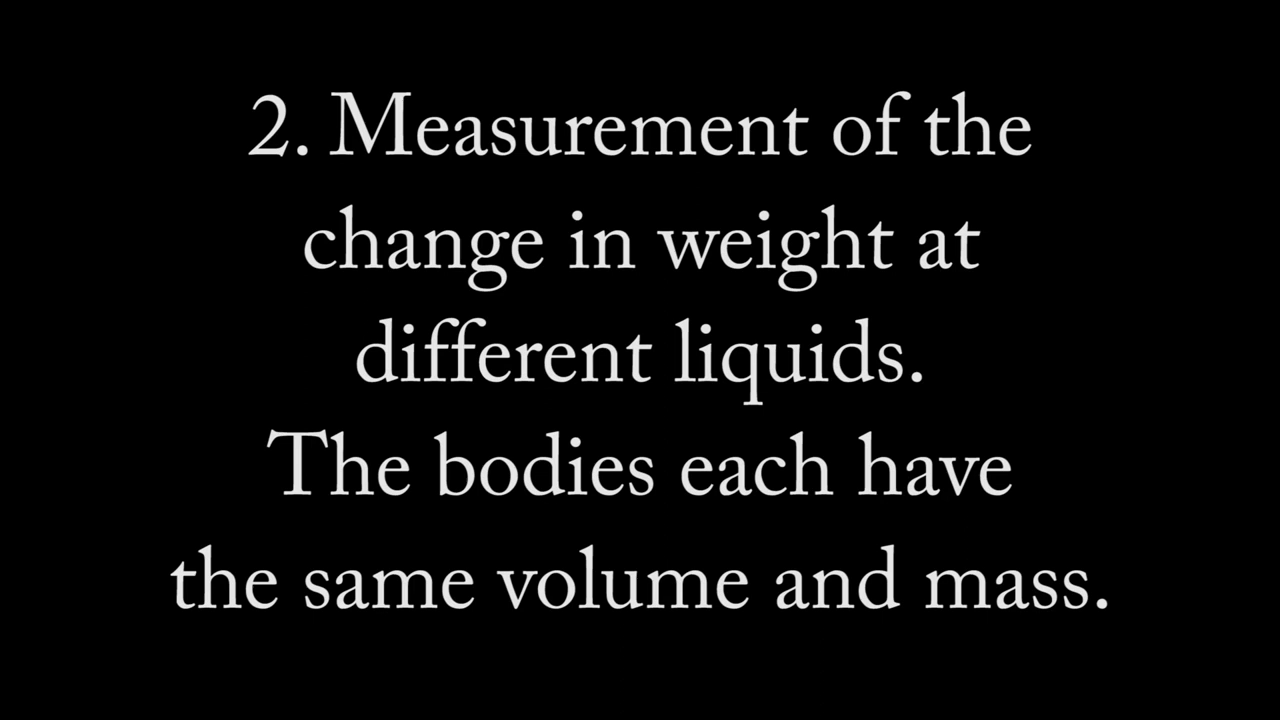 2. Measurement of the
change in weight at
different liquids.
The bodies each have
the same volume and mass.